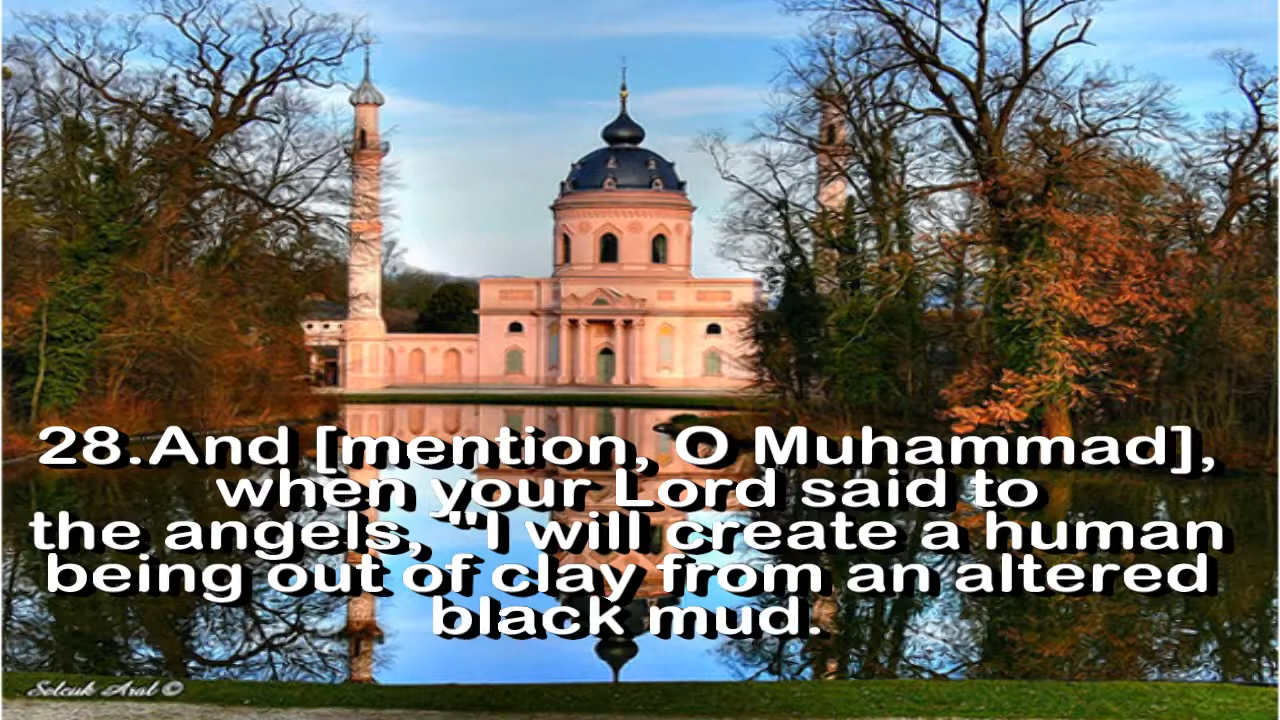 28.And [mention, O Muhammad],
when your Lord said to
the angels, "I will create a human
being out of clay from an altered
black mud.
Selcuk Aral ©